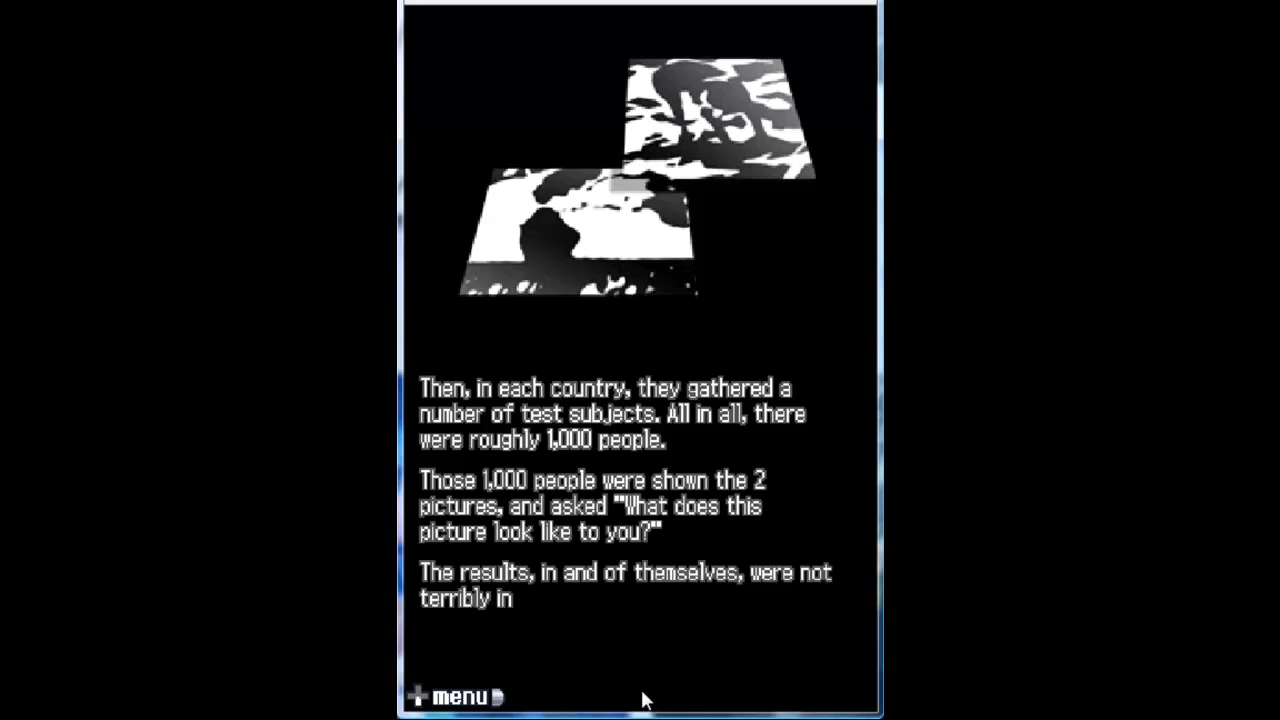 Then, in each country, they gathered a
number of test subjects. All in all, there
were roughly 1,000 people.
Those 1,000 people were shown the 2
pictures, and asked "What does this
picture look like to you?"
The results, in and of themselves, were not
terribly in
menu